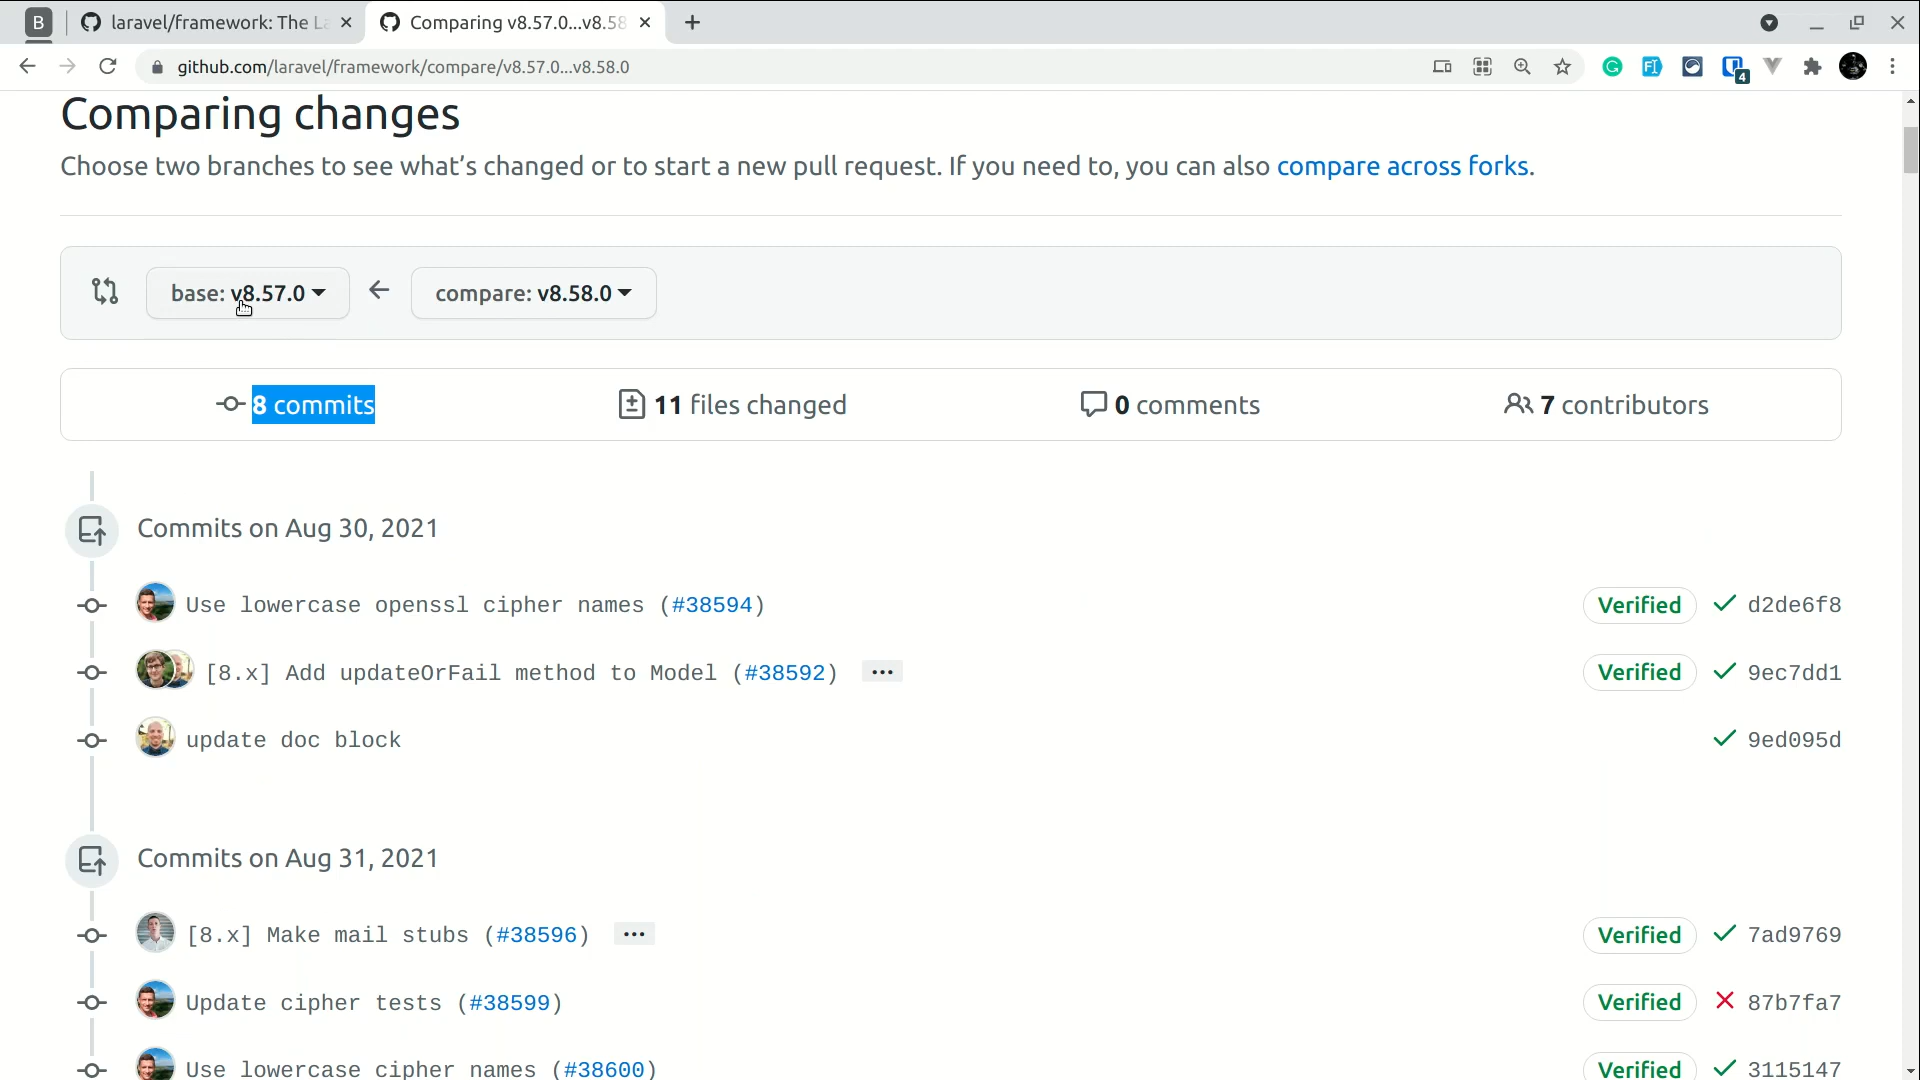 B
laravel/framework: The La
Comparing v8.57.0...v8.58
github.com/laravel/framework/compare/v8.57.0...v8.58.0
4
Comparing changes
Choose two branches to see what's changed or to start a new pull request. If you need to, you can also compare across forks.
base: v8.57.0
compare: v8.58.0
8 commits
11 files changed
0 comments
7 contributors
Commits on Aug 30, 2021
Use lowercase openssl cipher names (#38594)
Verified
d2de6f8
[8.x] Add updateOrFail method to Model (#38592)
...
Verified
9ec7dd1
update doc block
9ed095d
Commits on Aug 31, 2021
[8.x] Make mail stubs (#38596)
...
Verified
7ad9769
Update cipher tests (#38599)
Verified
87b7fa7
Use lowercase cipher names (#38600)
Verified
3115147